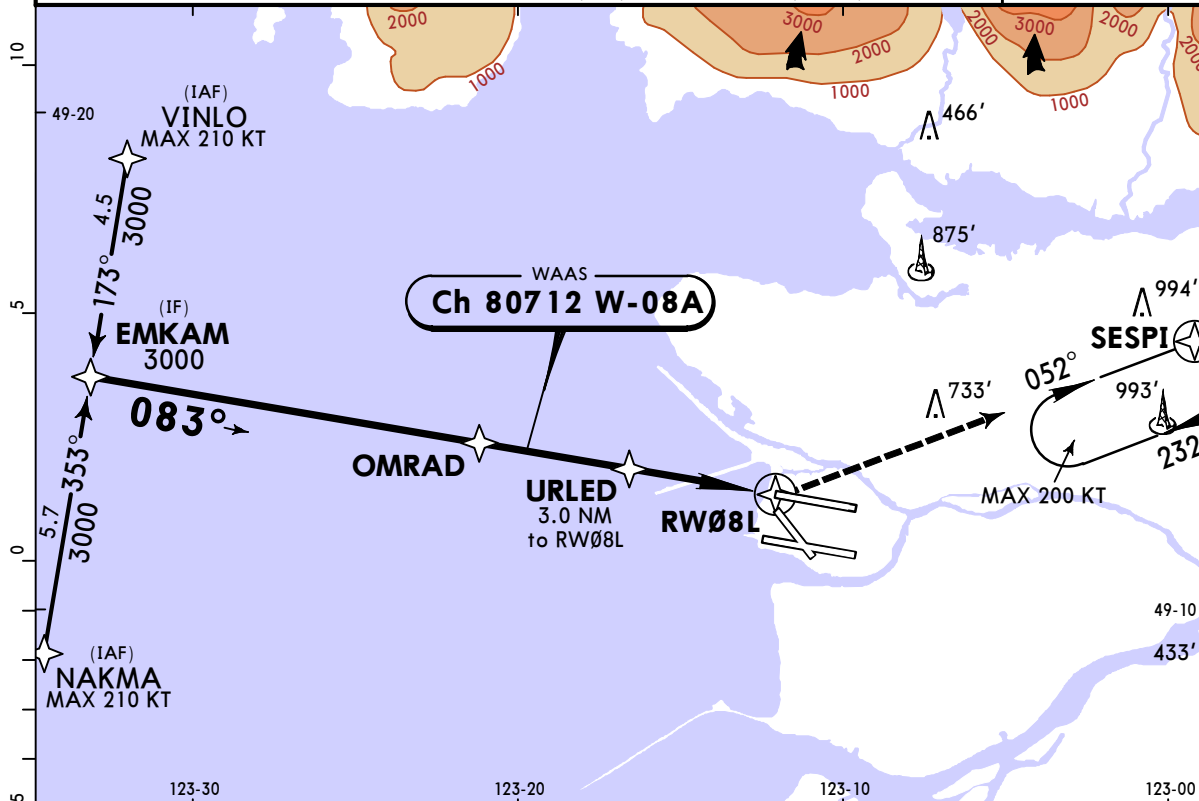 2000
1000
3000
2000
1000
2000
3000
2000
1000
10
49-20
(IAF)
VINLO
MAX 210 KT
466'
4.5
3000
173°
875'
WAAS
Ch 80712 W-08A
994'
5
(IF)
EMKAM
3000
SESPI
052°
733'
993'
083°
OMRAD
URLED
3.0 NM
to RWØ8L
RWØ8L
MAX 200 KT
232
353°
5.7
3000
0
49-10
433'
(IAF)
NAKMA
MAX 210 KT
123-30
123-20
123-10
123-00